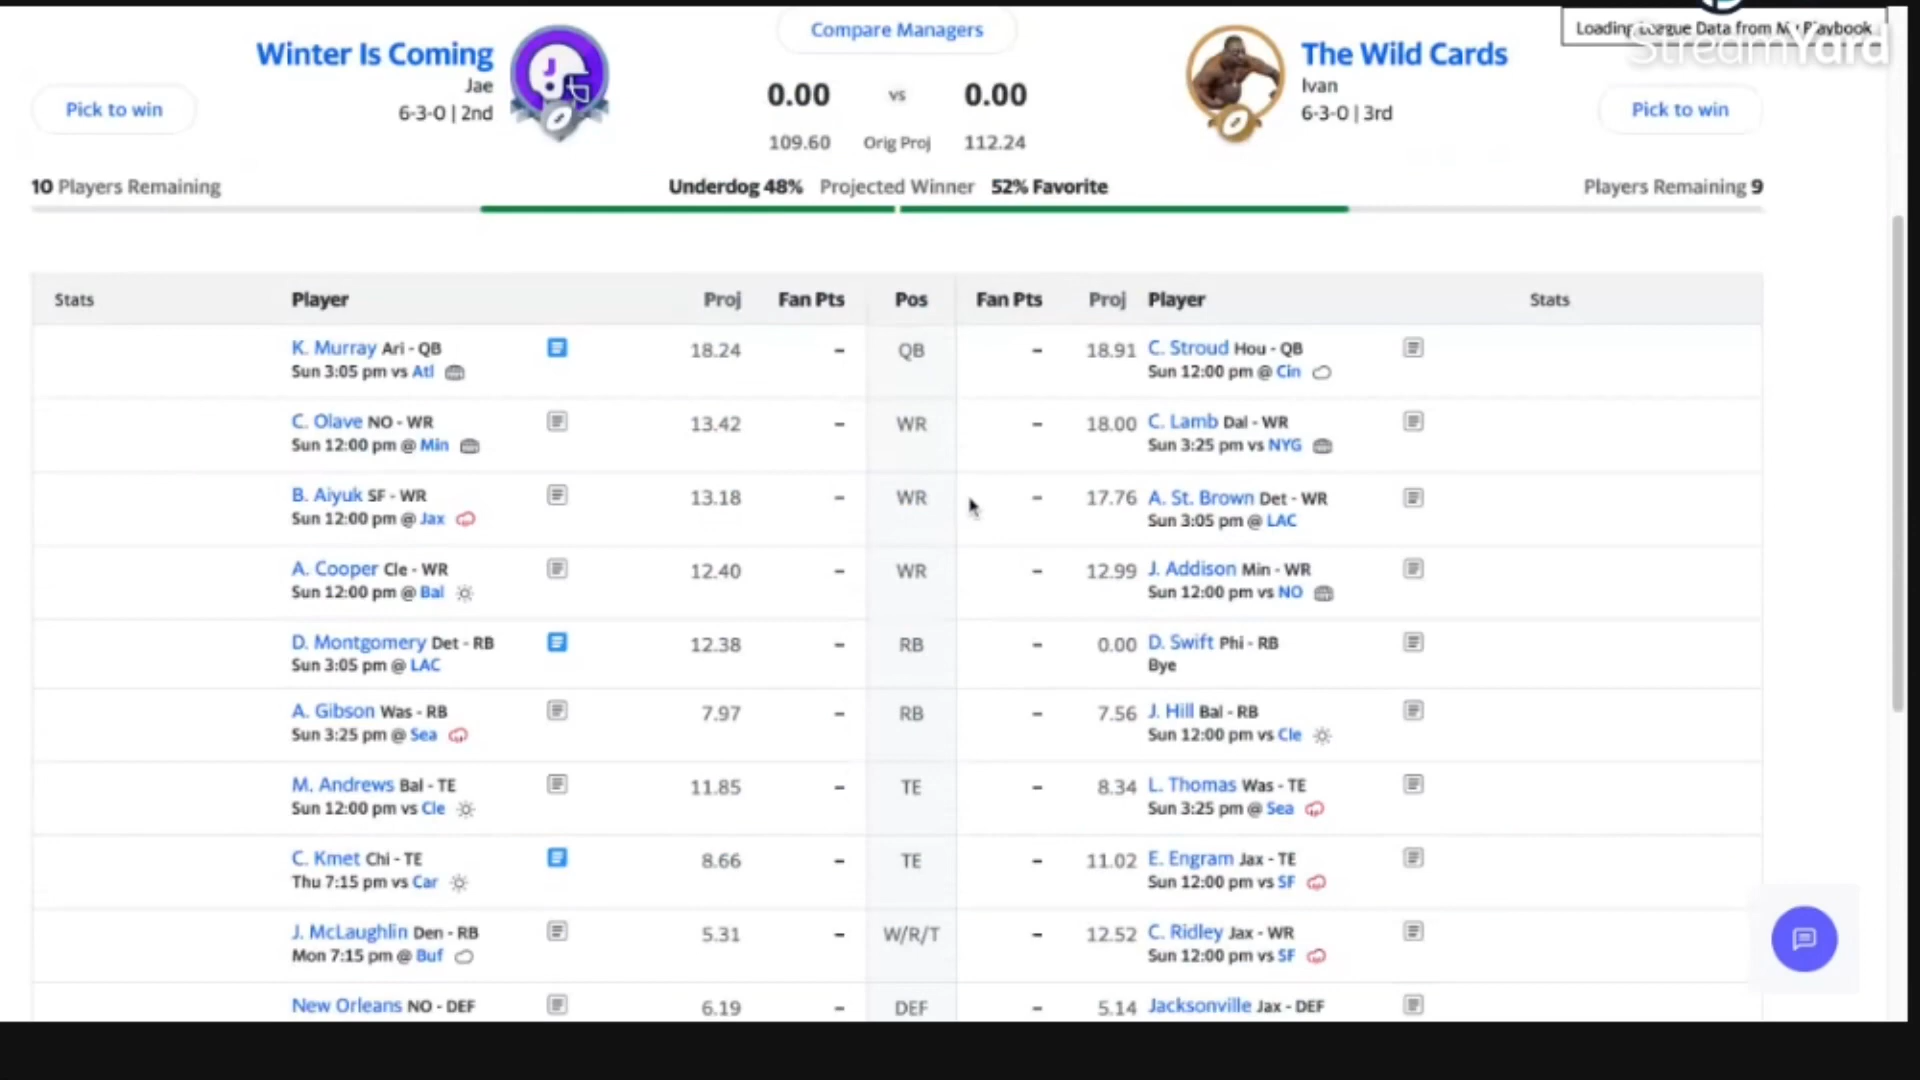 Loading League Data from My Playbook
StreamYard
Compare Managers
Winter Is Coming
Jae
6-3-0 | 2nd
Pick to win
0.00 vs 0.00
109.60 Orig Proj 112.24
The Wild Cards
Ivan
6-3-0 | 3rd
Pick to win
10 Players Remaining
Underdog 48% Projected Winner 52% Favorite
Players Remaining 9
Stats Player Proj Fan Pts Pos Fan Pts Proj Player Stats
K. Murray Ari - QB 18.24 – QB – 18.91 C. Stroud Hou - QB
Sun 3:05 pm vs Atl Sun 12:00 pm @ Cin
C. Olave NO - WR 13.42 – WR – 18.00 C. Lamb Dal - WR
Sun 12:00 pm @ Min Sun 3:25 pm vs NYG
B. Aiyuk SF - WR 13.18 – WR – 17.76 A. St. Brown Det - WR
Sun 12:00 pm @ Jax Sun 3:05 pm @ LAC
A. Cooper Cle - WR 12.40 – WR – 12.99 J. Addison Min - WR
Sun 12:00 pm @ Bal Sun 12:00 pm vs NO
D. Montgomery Det - RB 12.38 – RB – 0.00 D. Swift Phi - RB
Sun 3:05 pm @ LAC Bye
A. Gibson Was - RB 7.97 – RB – 7.56 J. Hill Bal - RB
Sun 3:25 pm @ Sea Sun 12:00 pm vs Cle
M. Andrews Bal - TE 11.85 – TE – 8.34 L. Thomas Was - TE
Sun 12:00 pm vs Cle Sun 3:25 pm @ Sea
C. Kmet Chi - TE 8.66 – TE – 11.02 E. Engram Jax - TE
Thu 7:15 pm vs Car Sun 12:00 pm vs SF
J. McLaughlin Den - RB 5.31 – W/R/T – 12.52 C. Ridley Jax - WR
Mon 7:15 pm @ Buf Sun 12:00 pm vs SF
New Orleans NO - DEF 6.19 – DEF – 5.14 Jacksonville Jax - DEF